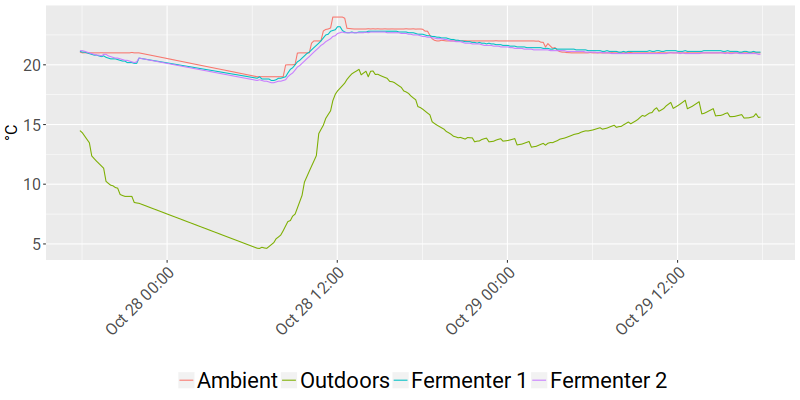 °C
20
15
10
5
Oct 28 00:00
Oct 28 12:00
Oct 29 00:00
Oct 29 12:00
Ambient Outdoors Fermenter 1 Fermenter 2